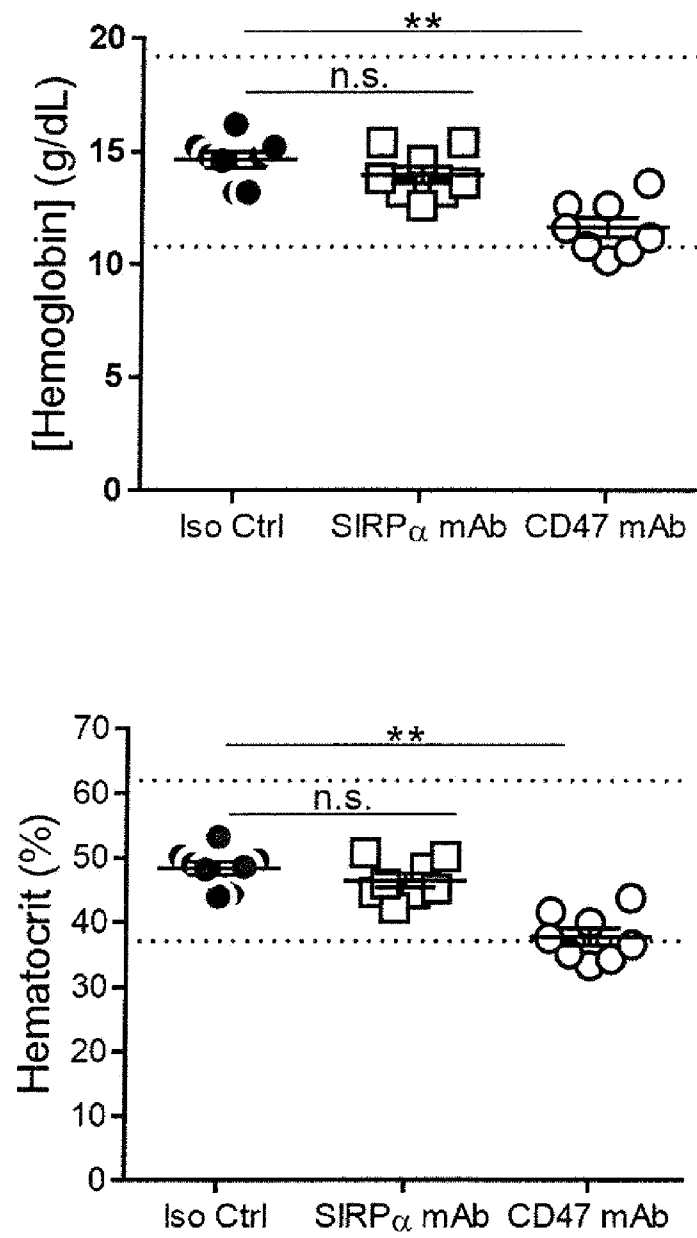 **
20
n.s.
15
10
5
0
[Hemoglobin] (g/dL)
Iso Ctrl SIRPα mAb CD47 mAb
70
**
60
n.s.
50
40
30
20
10
0
Hematocrit (%)
Iso Ctrl SIRPα mAb CD47 mAb